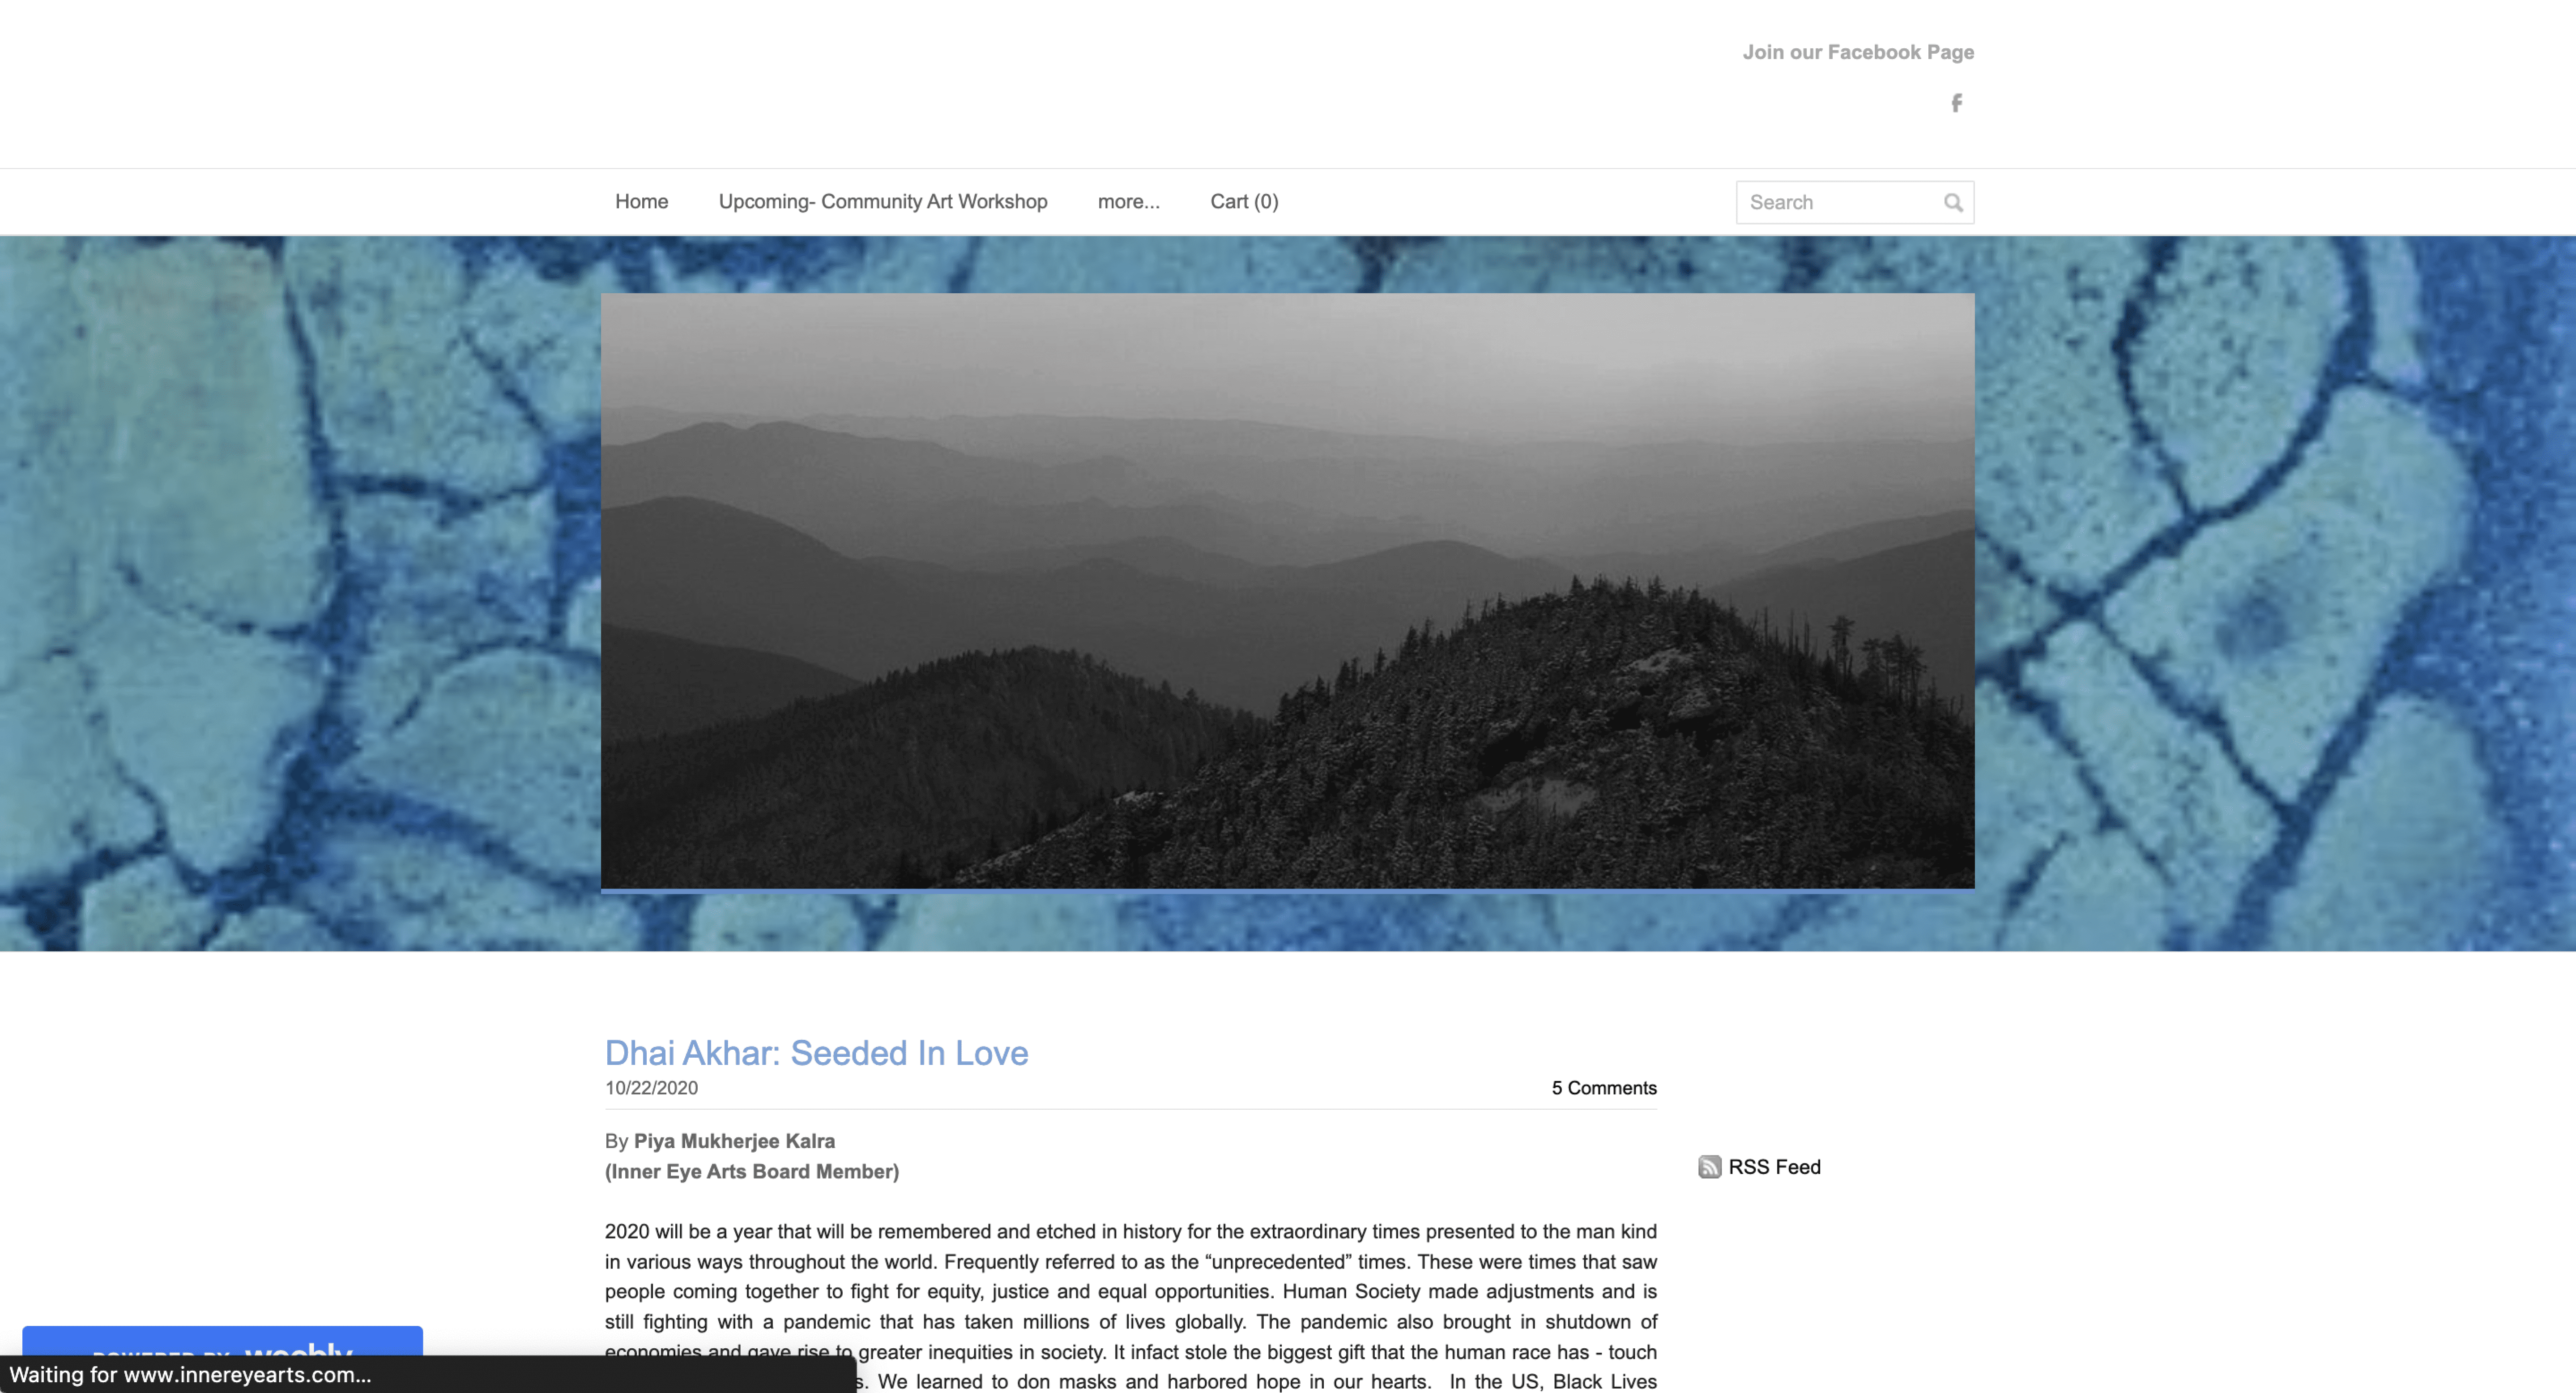 Join our Facebook Page
Home Upcoming- Community Art Workshop more... Cart (0) Search
Dhai Akhar: Seeded In Love
10/22/2020 5 Comments
By Piya Mukherjee Kalra
(Inner Eye Arts Board Member)
RSS Feed
2020 will be a year that will be remembered and etched in history for the extraordinary times presented to the man kind
in various ways throughout the world. Frequently referred to as the “unprecedented” times. These were times that saw
people coming together to fight for equity, justice and equal opportunities. Human Society made adjustments and is
still fighting with a pandemic that has taken millions of lives globally. The pandemic also brought in shutdown of
economies and gave rise to greater inequities in society. It infact stole the biggest gift that the human race has - touch
s. We learned to don masks and harbored hope in our hearts. In the US, Black Lives
POWERED BY weebly
Waiting for www.innereyearts.com...